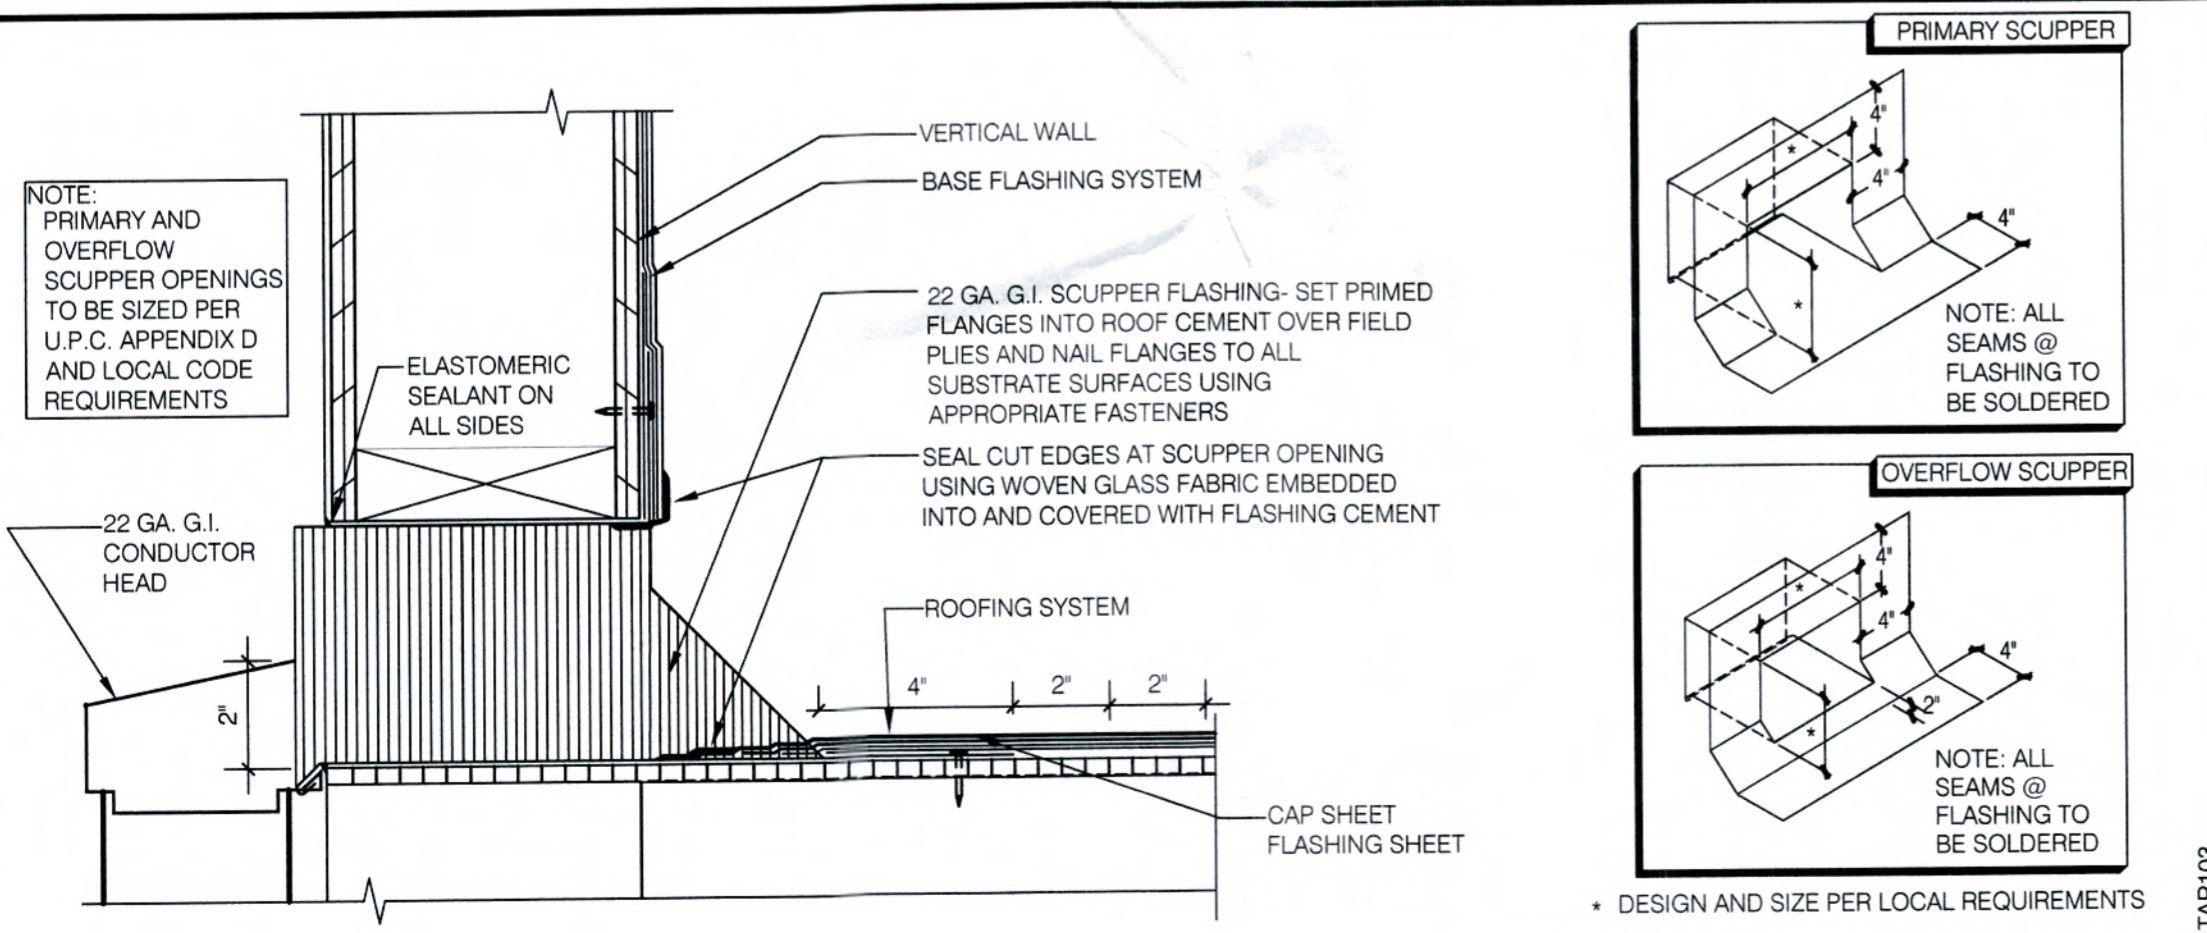 NOTE:
PRIMARY AND
OVERFLOW
SCUPPER OPENINGS
TO BE SIZED PER
U.P.C. APPENDIX D
AND LOCAL CODE
REQUIREMENTS
ELASTOMERIC
SEALANT ON
ALL SIDES
22 GA. G.I.
CONDUCTOR
HEAD
2"
VERTICAL WALL
BASE FLASHING SYSTEM
22 GA. G.I. SCUPPER FLASHING- SET PRIMED
FLANGES INTO ROOF CEMENT OVER FIELD
PLIES AND NAIL FLANGES TO ALL
SUBSTRATE SURFACES USING
APPROPRIATE FASTENERS
SEAL CUT EDGES AT SCUPPER OPENING
USING WOVEN GLASS FABRIC EMBEDDED
INTO AND COVERED WITH FLASHING CEMENT
ROOFING SYSTEM
4" 2" 2"
CAP SHEET
FLASHING SHEET
PRIMARY SCUPPER
4"
*
4"
4"
*
NOTE: ALL
SEAMS @
FLASHING TO
BE SOLDERED
OVERFLOW SCUPPER
4"
*
4"
4"
2"
*
NOTE: ALL
SEAMS @
FLASHING TO
BE SOLDERED
* DESIGN AND SIZE PER LOCAL REQUIREMENTS